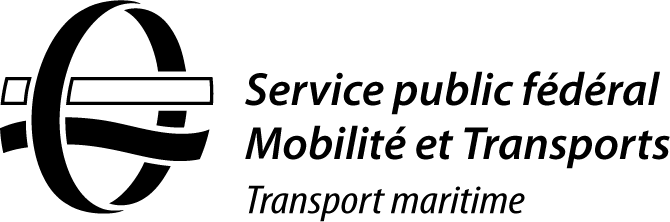 Service public fédéral
Mobilité et Transports
Transport maritime